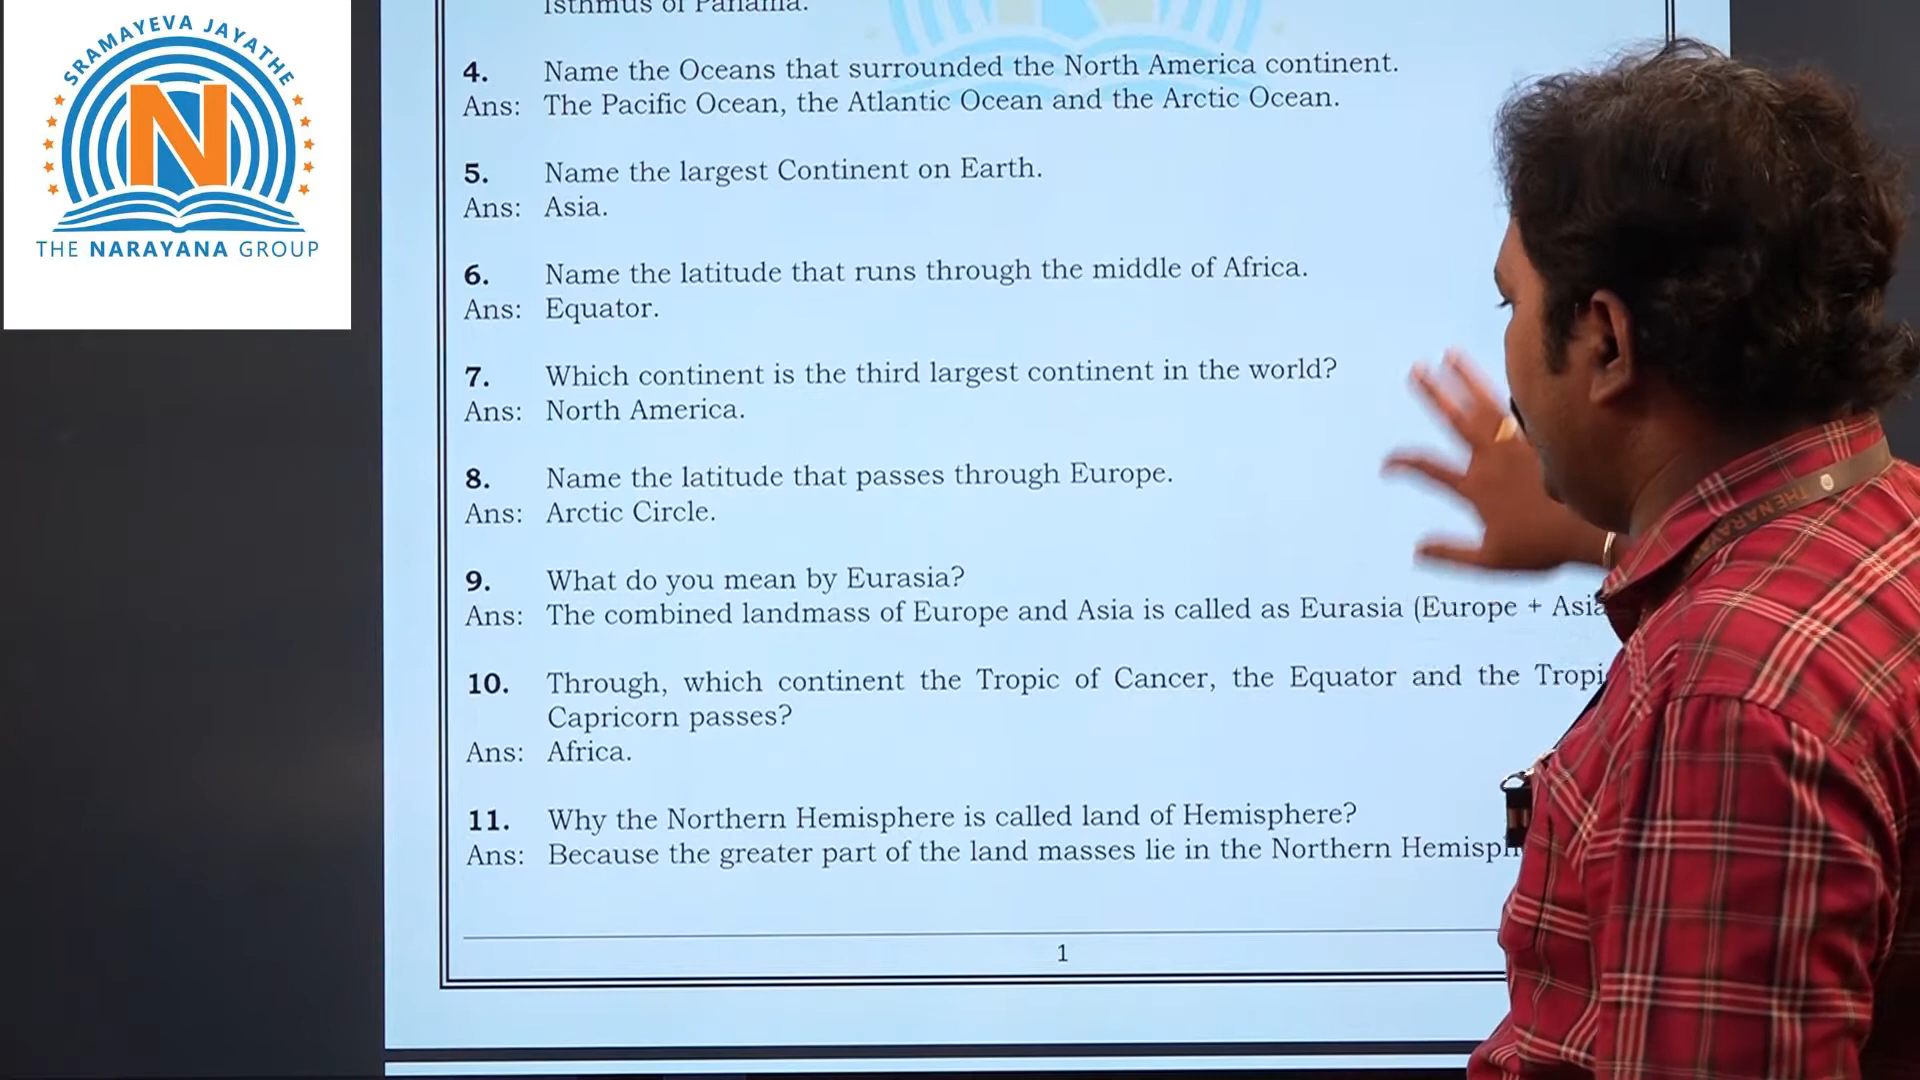 SRAMAYEVA JAYATHE
N
THE NARAYANA GROUP
Isthmus of Panama.
4. Name the Oceans that surrounded the North America continent.
Ans: The Pacific Ocean, the Atlantic Ocean and the Arctic Ocean.
5. Name the largest Continent on Earth.
Ans: Asia.
6. Name the latitude that runs through the middle of Africa.
Ans: Equator.
7. Which continent is the third largest continent in the world?
Ans: North America.
8. Name the latitude that passes through Europe.
Ans: Arctic Circle.
9. What do you mean by Eurasia?
Ans: The combined landmass of Europe and Asia is called as Eurasia (Europe + Asia
10. Through, which continent the Tropic of Cancer, the Equator and the Tropi
Capricorn passes?
Ans: Africa.
11. Why the Northern Hemisphere is called land of Hemisphere?
Ans: Because the greater part of the land masses lie in the Northern Hemisph
1